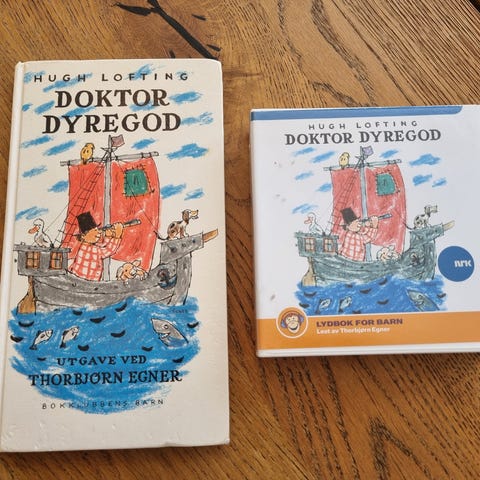 HUGH LOFTING
DOKTOR
DYREGOD
UTGAVE VED
THORBJØRN EGNER
BOKKLUBBENS BARN
HUGH LOFTING
DOKTOR DYREGOD
NRK
LYDBOK FOR BARN
Lest av Thorbjørn Egner